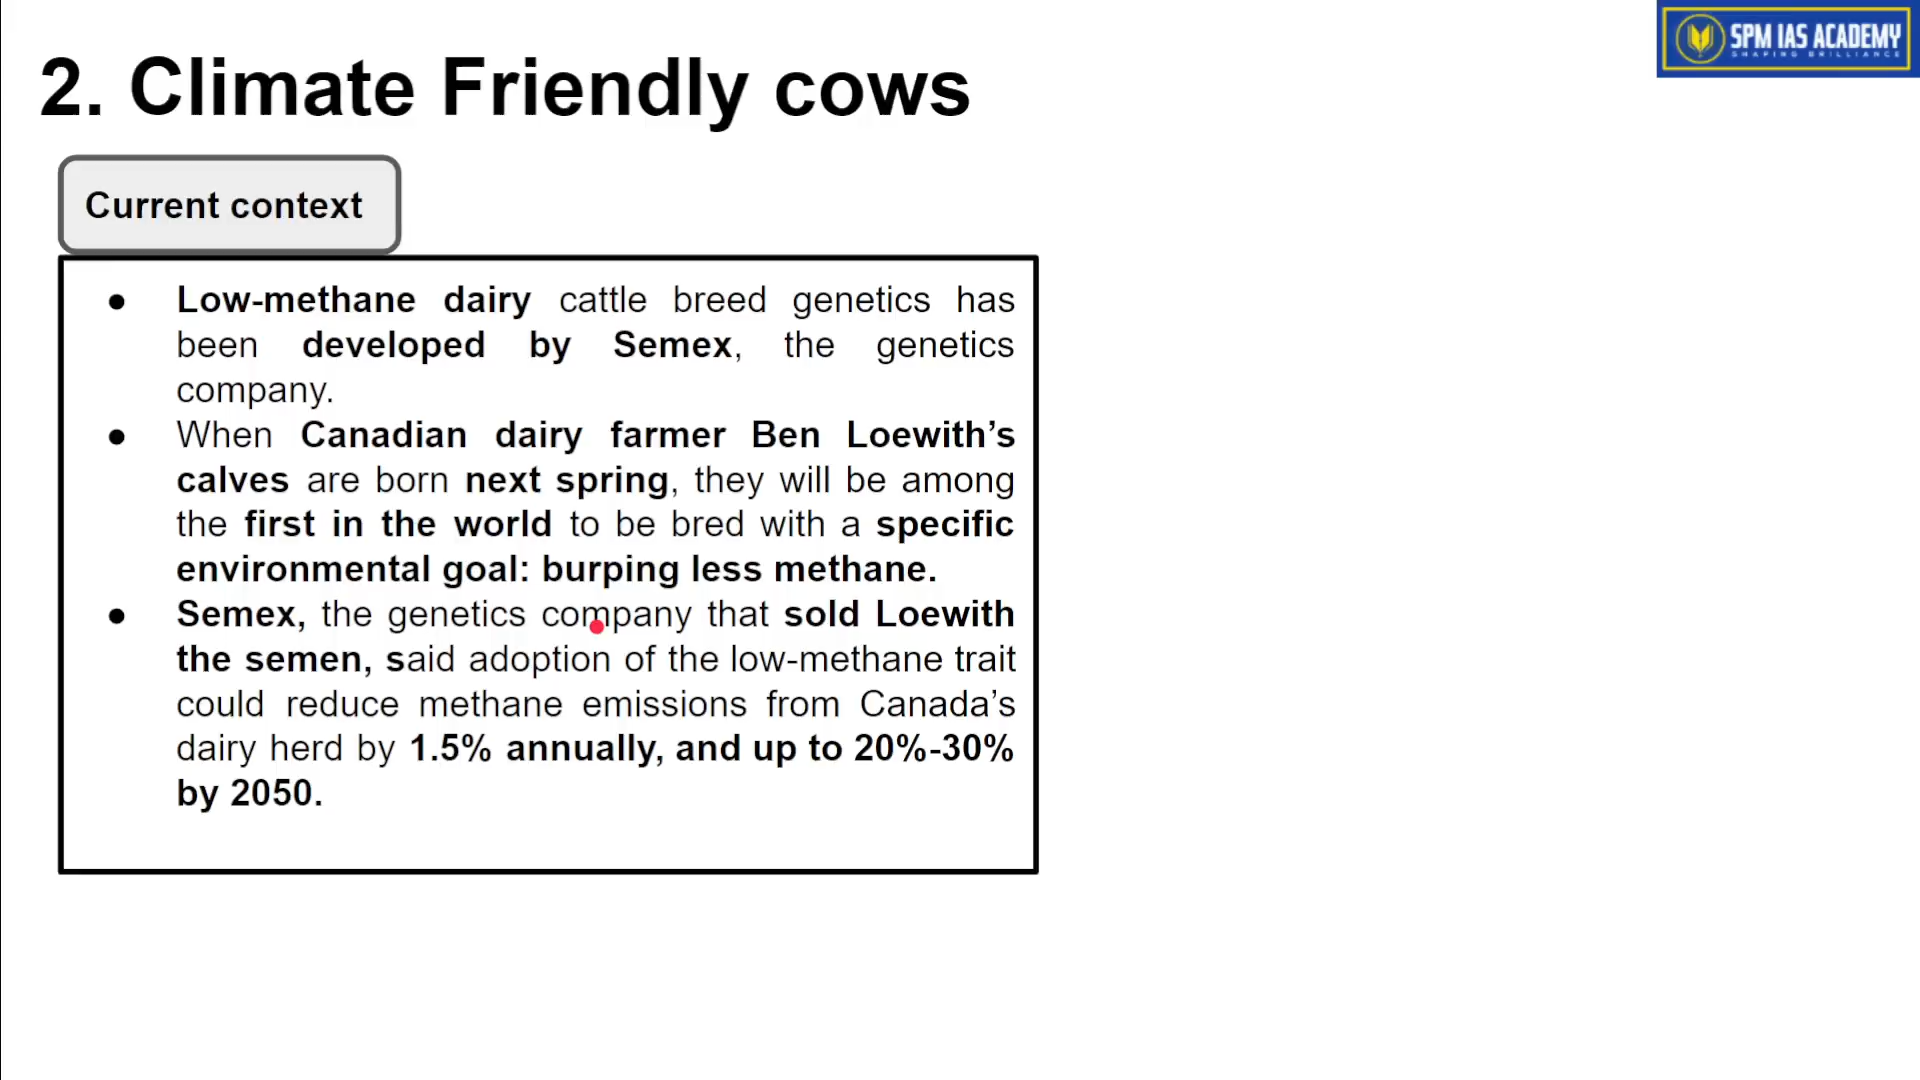 SPM IAS ACADEMY
SHAPING BRILLIANCE
2. Climate Friendly cows
Current context
● Low-methane dairy cattle breed genetics has
been developed by Semex, the genetics
company.
● When Canadian dairy farmer Ben Loewith’s
calves are born next spring, they will be among
the first in the world to be bred with a specific
environmental goal: burping less methane.
● Semex, the genetics company that sold Loewith
the semen, said adoption of the low-methane trait
could reduce methane emissions from Canada’s
dairy herd by 1.5% annually, and up to 20%-30%
by 2050.